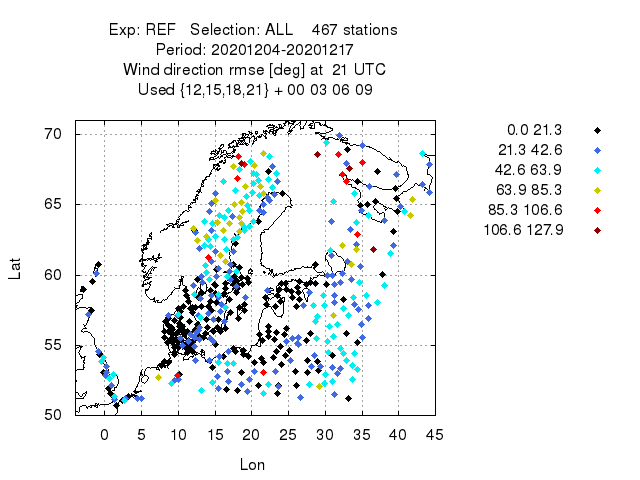 Exp: REF   Selection: ALL    467 stations
Period: 20201204-20201217
Wind direction rmse [deg] at  21 UTC
Used {12,15,18,21} + 00 03 06 09
70
65
60
55
50
Lat
0 5 10 15 20 25 30 35 40 45
Lon
0.0 21.3
21.3 42.6
42.6 63.9
63.9 85.3
85.3 106.6
106.6 127.9